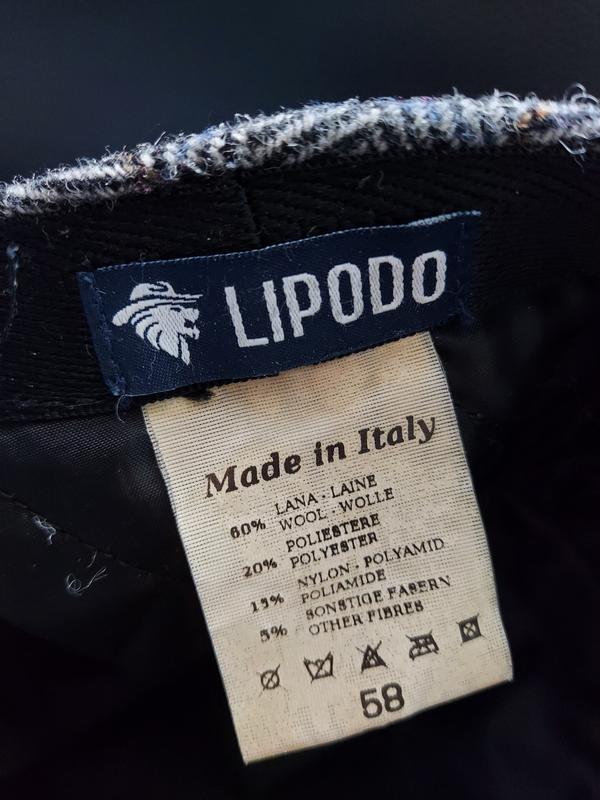 LIPODO
Made in Italy
60% LANA · LAINE
WOOL · WOLLE
20% POLIESTERE
POLYESTER
15% NYLON · POLYAMID
POLIAMIDE
5% SONSTIGE FASERN
OTHER FIBRES
58